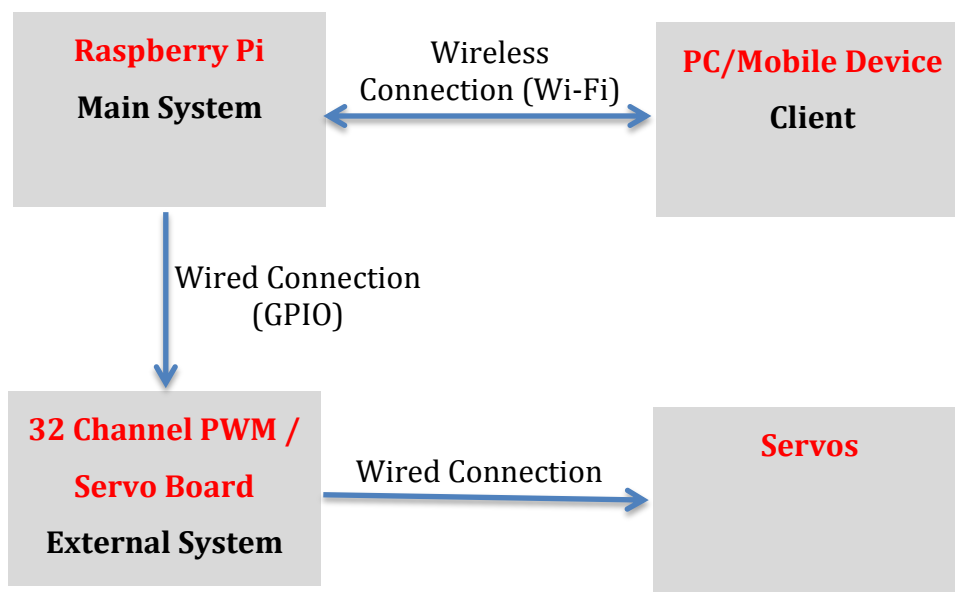 Raspberry Pi
Main System
Wireless
Connection (Wi-Fi)
PC/Mobile Device
Client
Wired Connection
(GPIO)
32 Channel PWM /
Servo Board
External System
Wired Connection
Servos